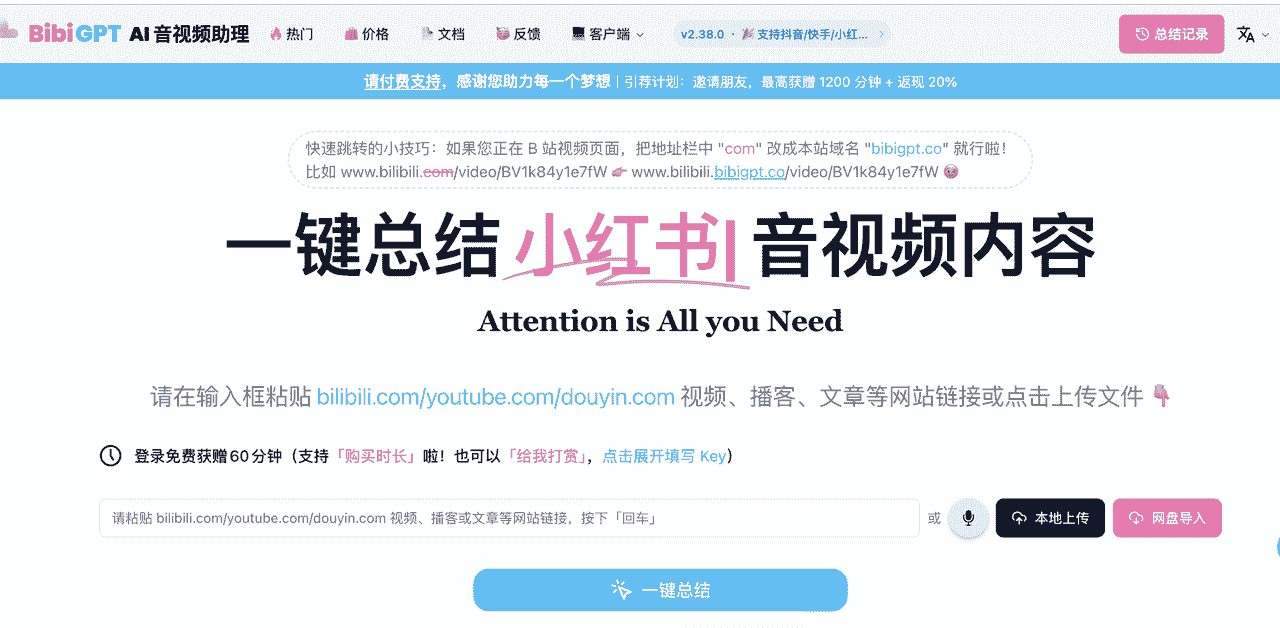 BibiGPT AI 音视频助理 热门 价格 文档 反馈 客户端 v2.38.0 · 支持抖音/快手/小红... 总结记录
请付费支持，感谢您助力每一个梦想 | 引荐计划：邀请朋友，最高获赠 1200 分钟 + 返现 20%
快速跳转的小技巧：如果您正在 B 站视频页面，把地址栏中 "com" 改成本站域名 "bibigpt.co" 就行啦！
比如 www.bilibili.com/video/BV1k84y1e7fW 👉 www.bilibili.bibigpt.co/video/BV1k84y1e7fW
一键总结 小红书| 音视频内容
Attention is All you Need
请在输入框粘贴 bilibili.com/youtube.com/douyin.com 视频、播客、文章等网站链接或点击上传文件 👇
登录免费获赠60分钟（支持「购买时长」啦！也可以「给我打赏」，点击展开填写 Key）
请粘贴 bilibili.com/youtube.com/douyin.com 视频、播客或文章等网站链接，按下「回车」 或 本地上传 网盘导入
一键总结